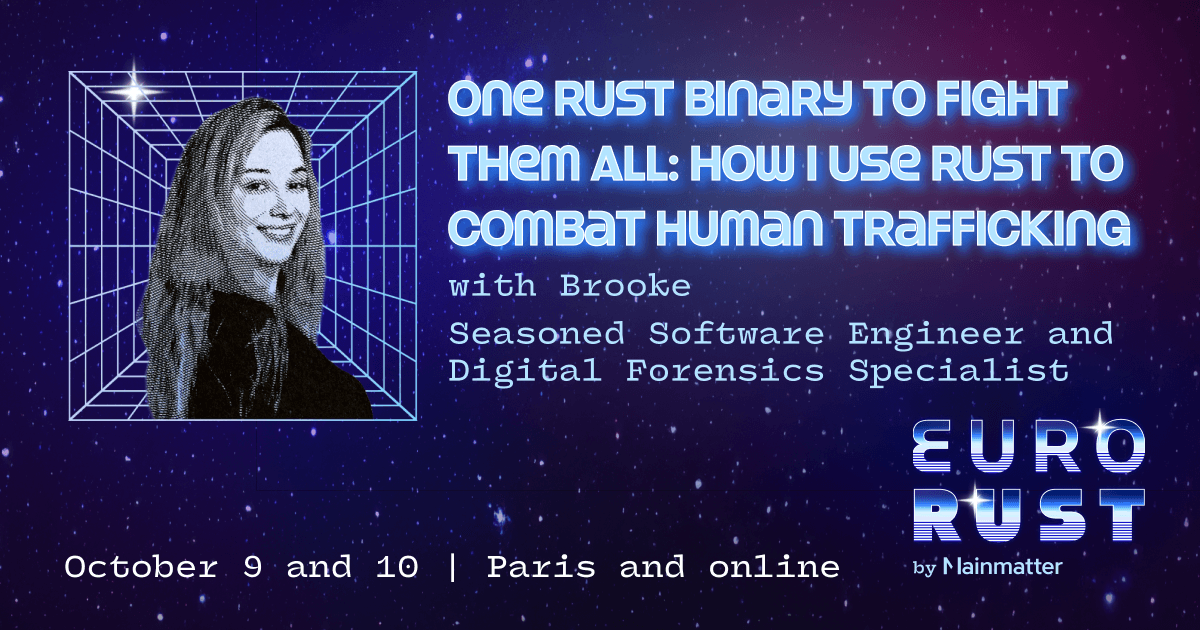 One Rust Binary to Fight
Them All: How I Use Rust to
Combat Human Trafficking
with Brooke
Seasoned Software Engineer and
Digital Forensics Specialist
EURO
RUST
by Mainmatter
October 9 and 10 | Paris and online